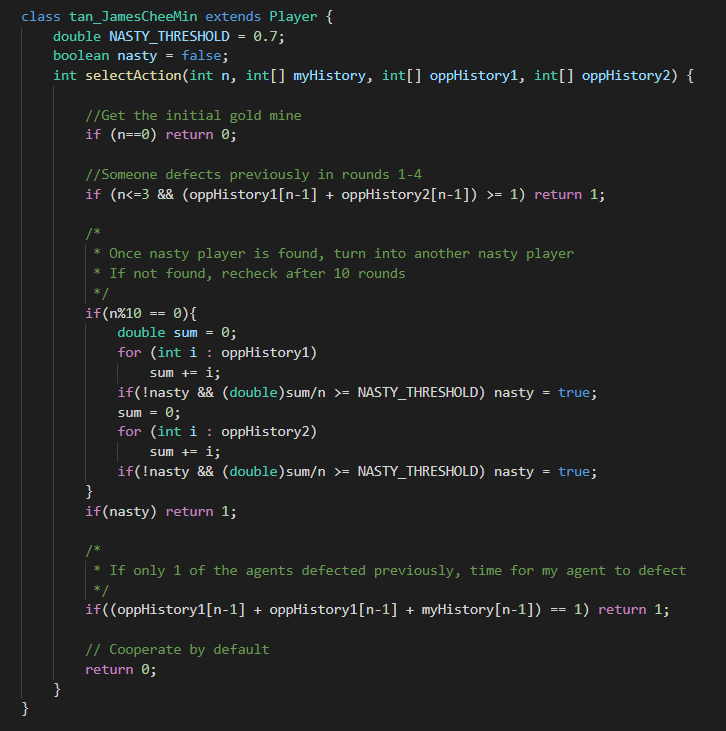 class tan_JamesCheeMin extends Player {
    double NASTY_THRESHOLD = 0.7;
    boolean nasty = false;
    int selectAction(int n, int[] myHistory, int[] oppHistory1, int[] oppHistory2) {

        //Get the initial gold mine
        if (n==0) return 0;

        //Someone defects previously in rounds 1-4
        if (n<=3 && (oppHistory1[n-1] + oppHistory2[n-1]) >= 1) return 1;

        /*
         * Once nasty player is found, turn into another nasty player
         * If not found, recheck after 10 rounds
         */
        if(n%10 == 0){
            double sum = 0;
            for (int i : oppHistory1)
                sum += i;
            if(!nasty && (double)sum/n >= NASTY_THRESHOLD) nasty = true;
            sum = 0;
            for (int i : oppHistory2)
                sum += i;
            if(!nasty && (double)sum/n >= NASTY_THRESHOLD) nasty = true;
        }
        if(nasty) return 1;

        /*
         * If only 1 of the agents defected previously, time for my agent to defect
         */
        if((oppHistory1[n-1] + oppHistory1[n-1] + myHistory[n-1]) == 1) return 1;

        // Cooperate by default
        return 0;
    }
}